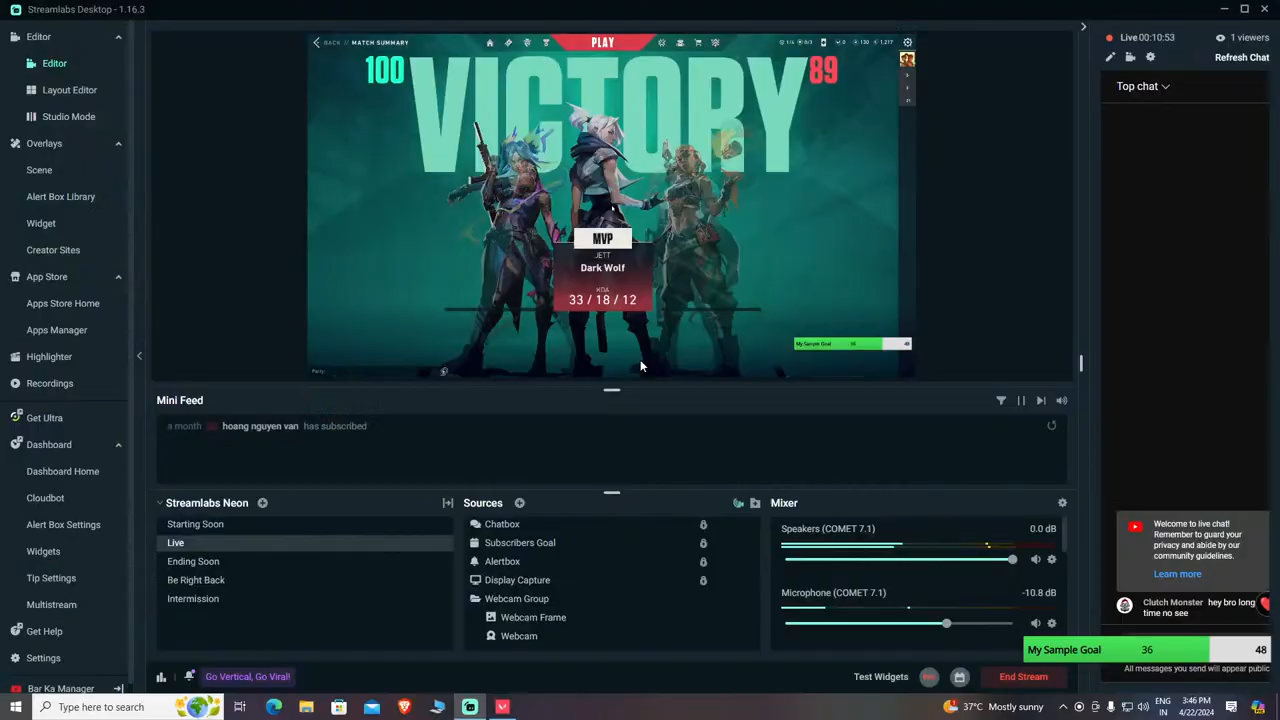 Streamlabs Desktop - 1.16.3
Editor
Editor
Layout Editor
Studio Mode
Overlays
Scene
Alert Box Library
Widget
Creator Sites
App Store
Apps Store Home
Apps Manager
Highlighter
Recordings
Get Ultra
Dashboard
Dashboard Home
Cloudbot
Alert Box Settings
Widgets
Tip Settings
Multistream
Get Help
Settings
Bar Ka Manager
BACK // MATCH SUMMARY
PLAY
100 VICTORY 89
MVP
JETT
Dark Wolf
KDA
33 / 18 / 12
My Sample Goal 36 48
Party:
Mini Feed
a month hoang nguyen van has subscribed
Streamlabs Neon
Starting Soon
Live
Ending Soon
Be Right Back
Intermission
Sources
Chatbox
Subscribers Goal
Alertbox
Display Capture
Webcam Group
Webcam Frame
Webcam
Mixer
Speakers (COMET 7.1) 0.0 dB
Microphone (COMET 7.1) -10.8 dB
Go Vertical, Go Viral!
Test Widgets
REC
End Stream
Live 00:10:53 1 viewers
Refresh Chat
Top chat
Welcome to live chat!
Remember to guard your
privacy and abide by our
community guidelines.
Learn more
Clutch Monster hey bro long
time no see
My Sample Goal 36 48
All messages you send will appear public
Type here to search
37°C Mostly sunny
ENG
IN
3:46 PM
4/22/2024